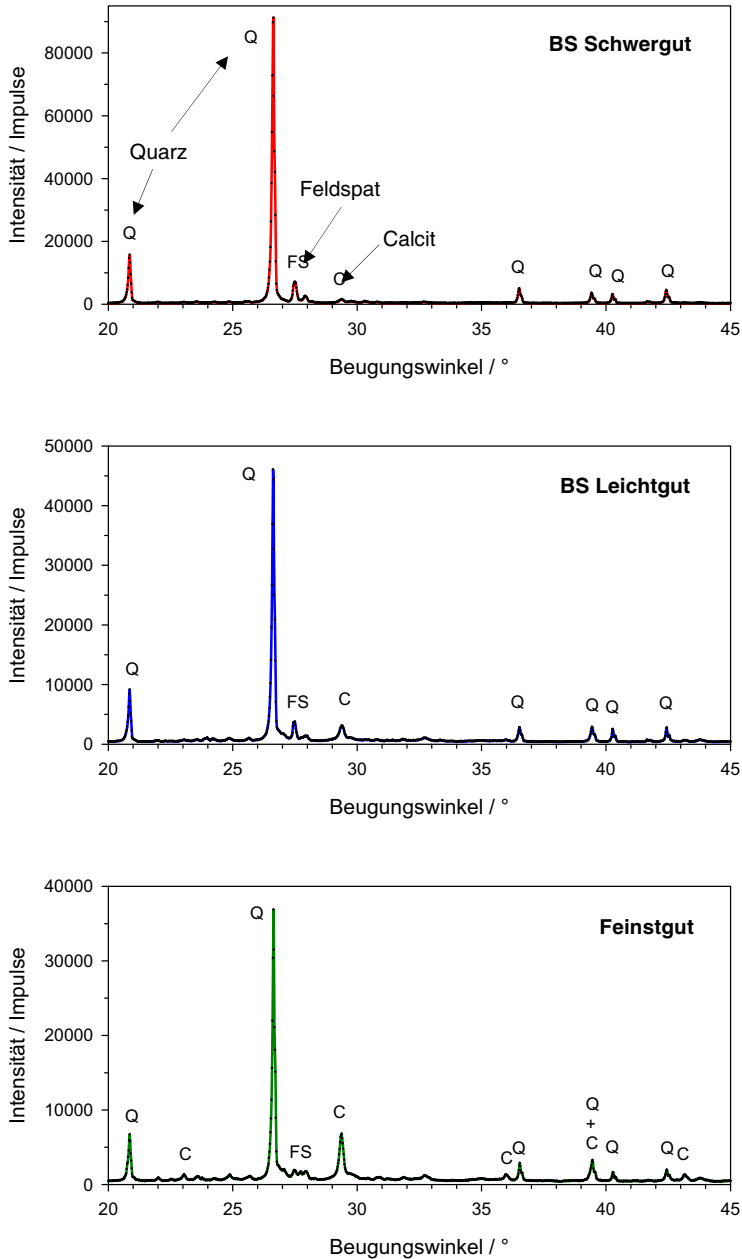 BS Schwergut
Intensität / Impulse
80000
60000
40000
20000
0
Q
Quarz
Q
Feldspat
FS
Calcit
C
Q
Q
Q
Q
20 25 30 35 40 45
Beugungswinkel / °
BS Leichtgut
Intensität / Impulse
50000
40000
30000
20000
10000
0
Q
Q
FS
C
Q
Q
Q
Q
20 25 30 35 40 45
Beugungswinkel / °
Feinstgut
Intensität / Impulse
40000
30000
20000
10000
0
Q
C
Q
FS
C
C
Q
Q
+
C
Q
Q
C
20 25 30 35 40 45
Beugungswinkel / °